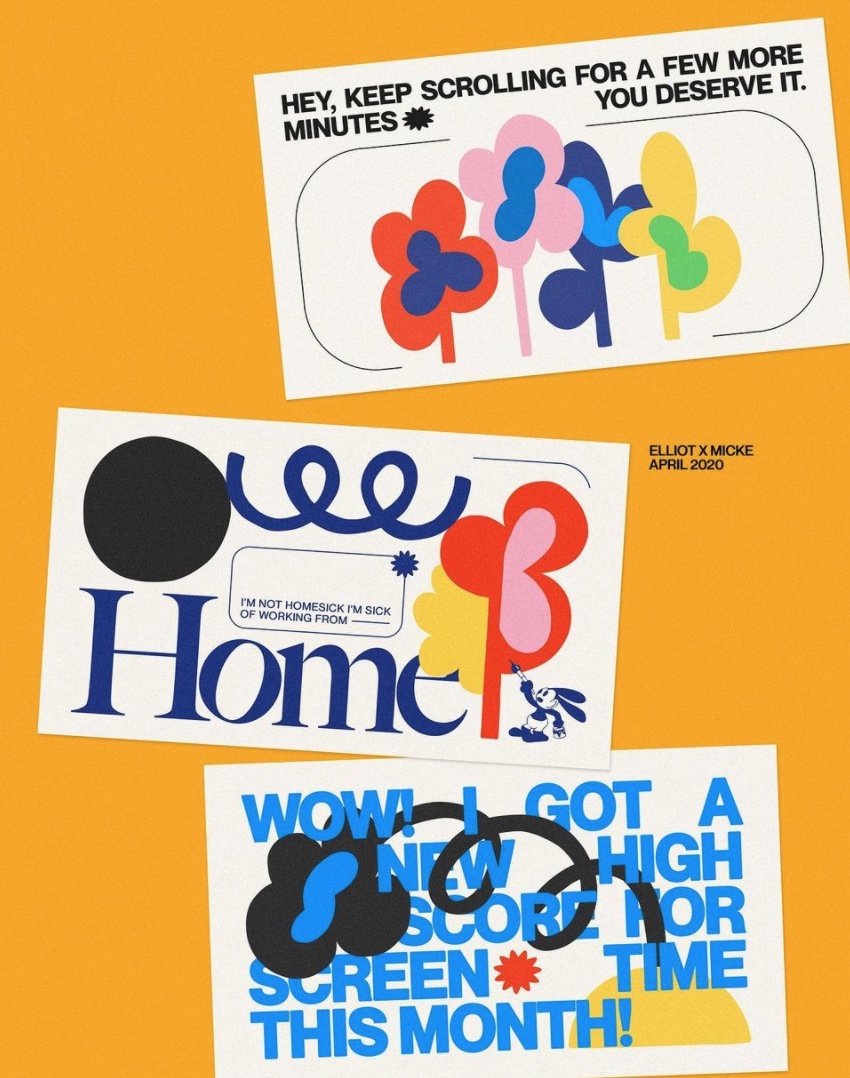 HEY, KEEP SCROLLING FOR A FEW MORE
MINUTES YOU DESERVE IT.
ELLIOT X MICKE
APRIL 2020
I'M NOT HOMESICK I'M SICK
OF WORKING FROM
Home
WOW! I GOT A
NEW HIGH
SCORE FOR
SCREEN TIME
THIS MONTH!